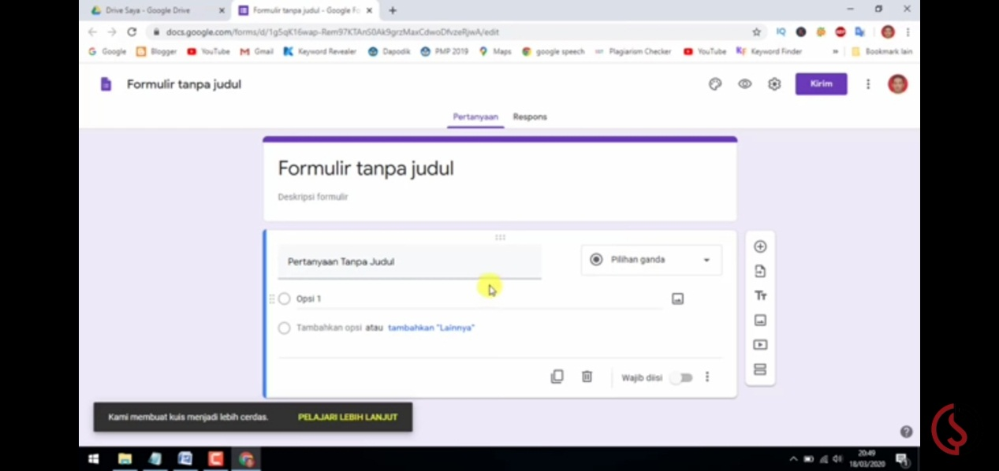 Drive Saya - Google Drive
Formulir tanpa judul - Google Fo
docs.google.com/forms/d/1g5qK16wap-Rem97KTAnS0Ak9grzMaxCdwoDfvzeRjwA/edit
Google Blogger YouTube Gmail Keyword Revealer Dapodik PMP 2019 Maps google speech Plagiarism Checker YouTube Keyword Finder » Bookmark lain
Formulir tanpa judul
Kirim
Pertanyaan Respons
Formulir tanpa judul
Deskripsi formulir
Pertanyaan Tanpa Judul
Pilihan ganda
Opsi 1
Tambahkan opsi atau tambahkan "Lainnya"
Wajib diisi
Kami membuat kuis menjadi lebih cerdas. PELAJARI LEBIH LANJUT
20:49
18/03/2020